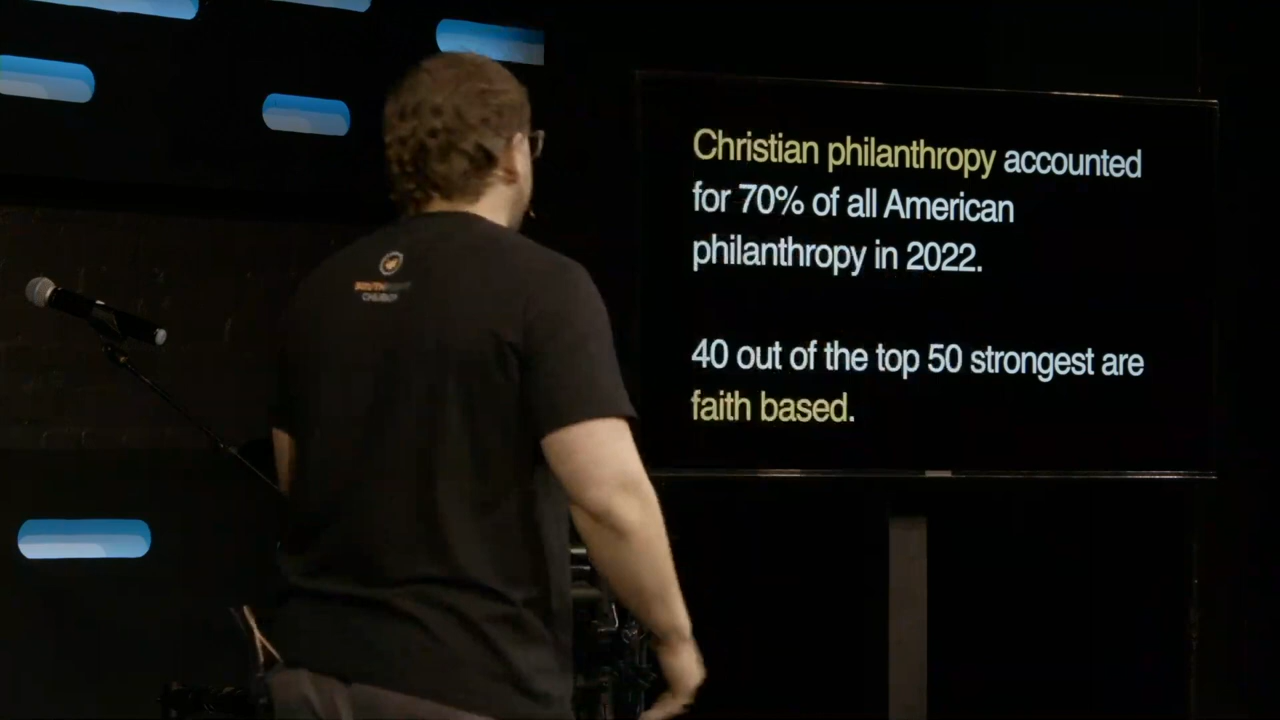 Christian philanthropy accounted
for 70% of all American
philanthropy in 2022.
40 out of the top 50 strongest are
faith based.
CHURCH